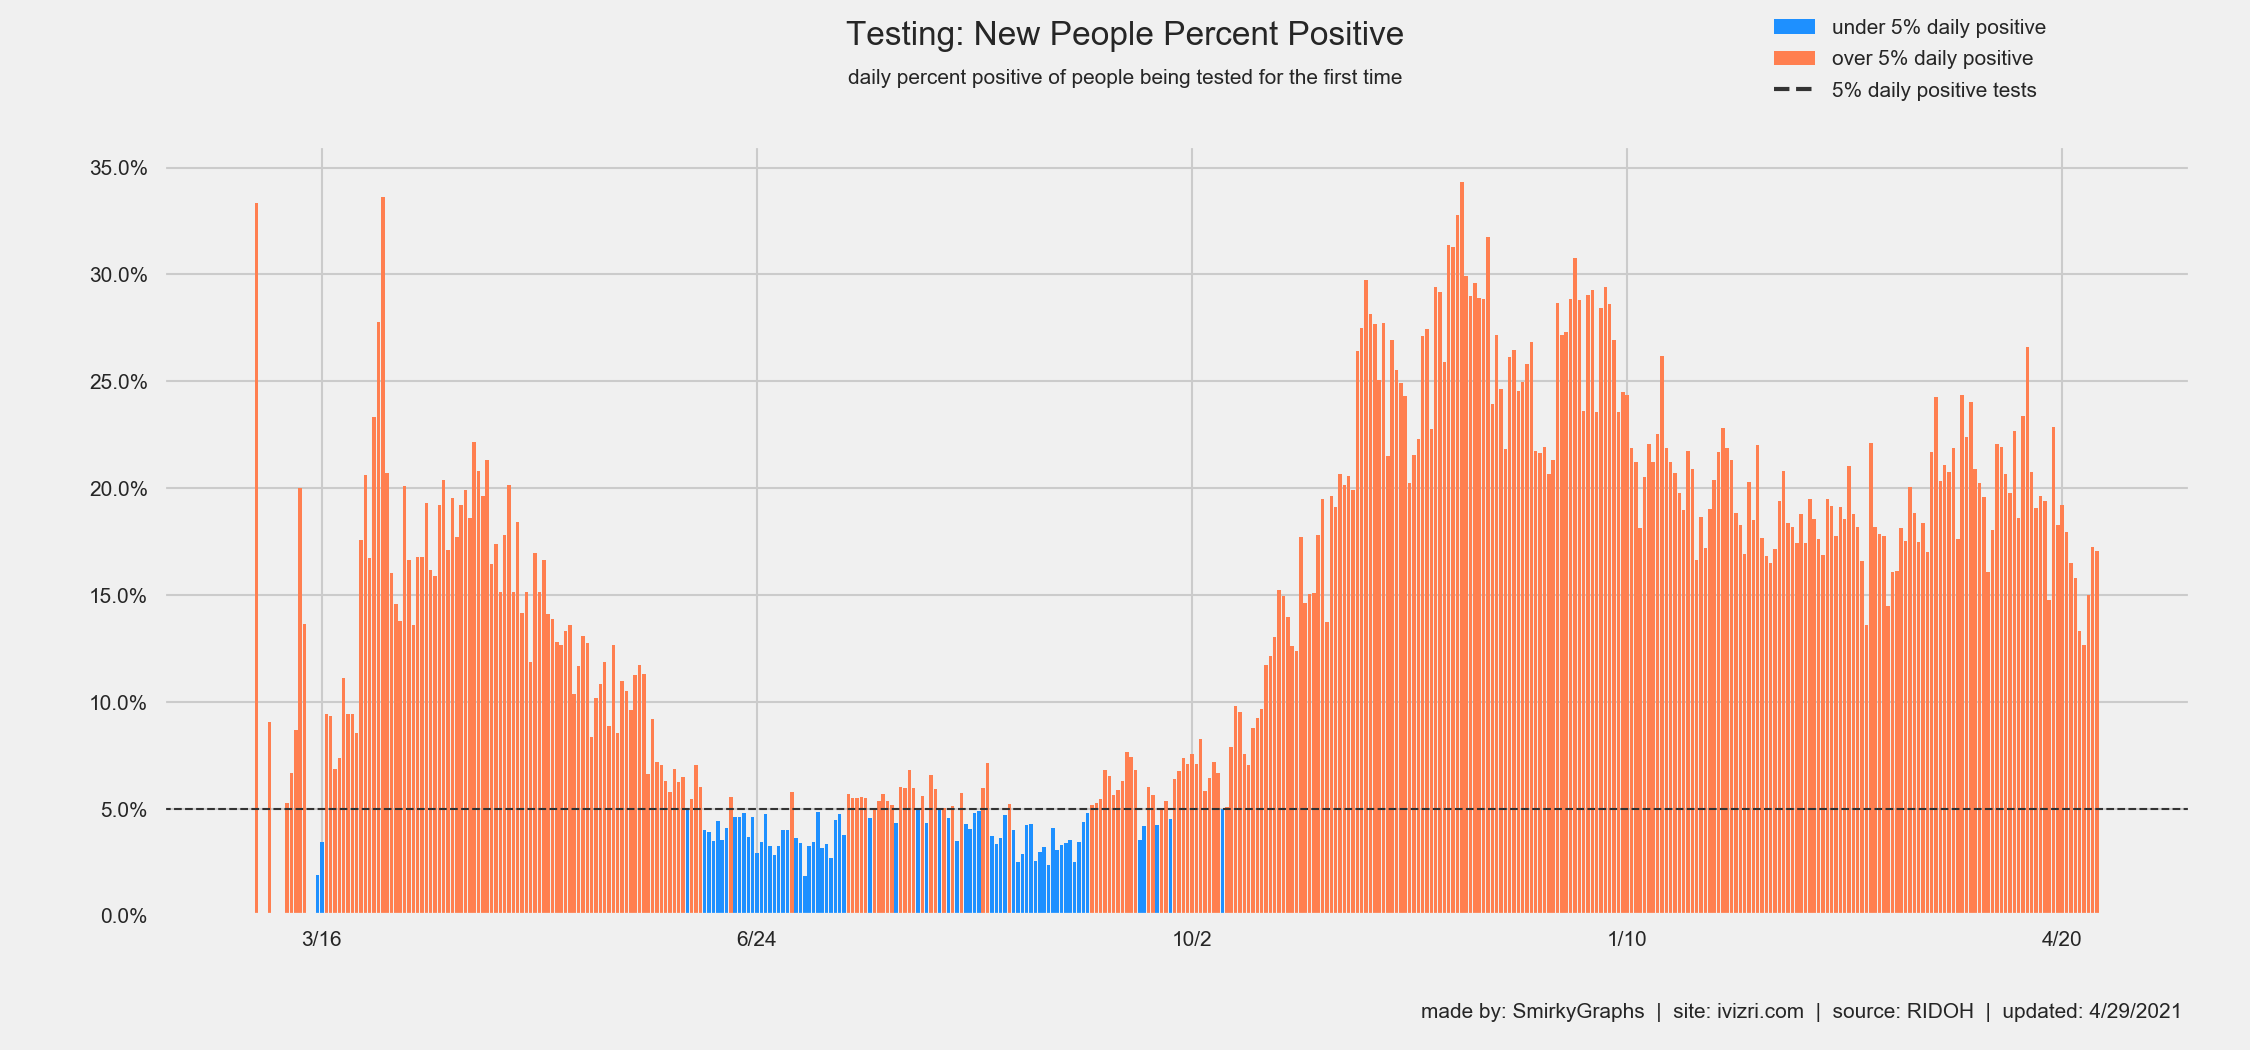 Testing: New People Percent Positive
daily percent positive of people being tested for the first time
under 5% daily positive
over 5% daily positive
5% daily positive tests
35.0%
30.0%
25.0%
20.0%
15.0%
10.0%
5.0%
0.0%
3/16 6/24 10/2 1/10 4/20
made by: SmirkyGraphs | site: ivizri.com | source: RIDOH | updated: 4/29/2021